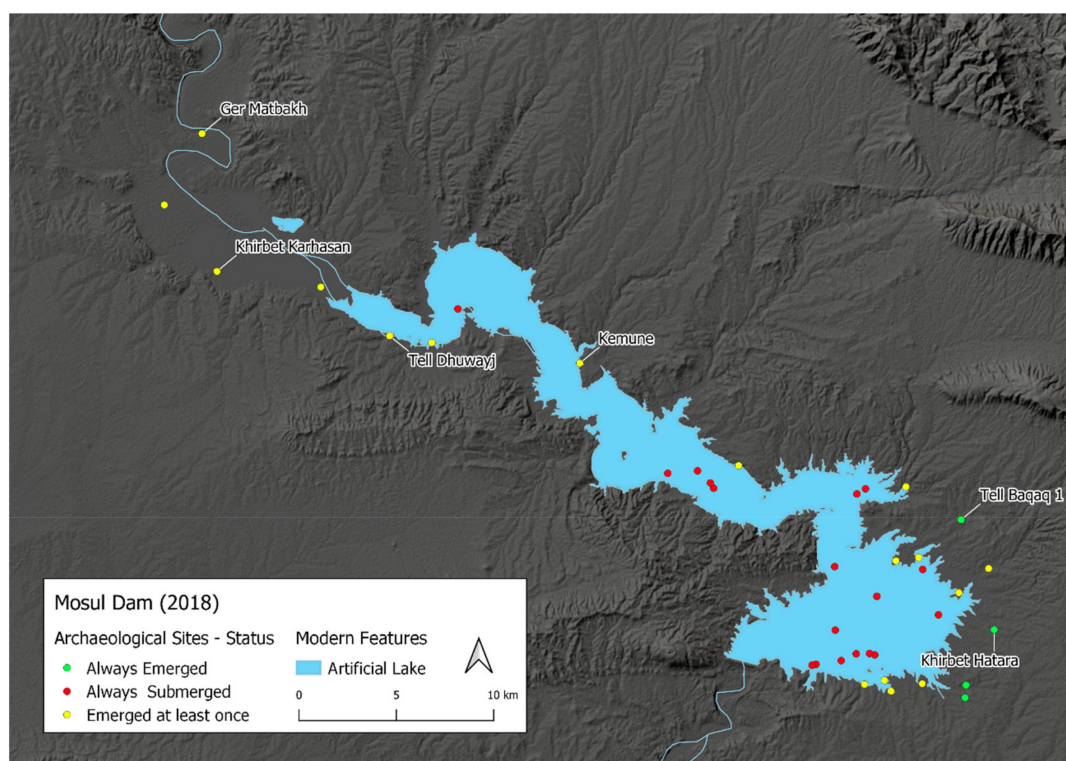 Ger Matbakh
Khirbet Karhasan
Kemune
Tell Dhuwayj
Tell Baqaq 1
Khirbet Hatara
Mosul Dam (2018)
Archaeological Sites - Status
Always Emerged
Always Submerged
Emerged at least once
Modern Features
Artificial Lake
0 5 10 km